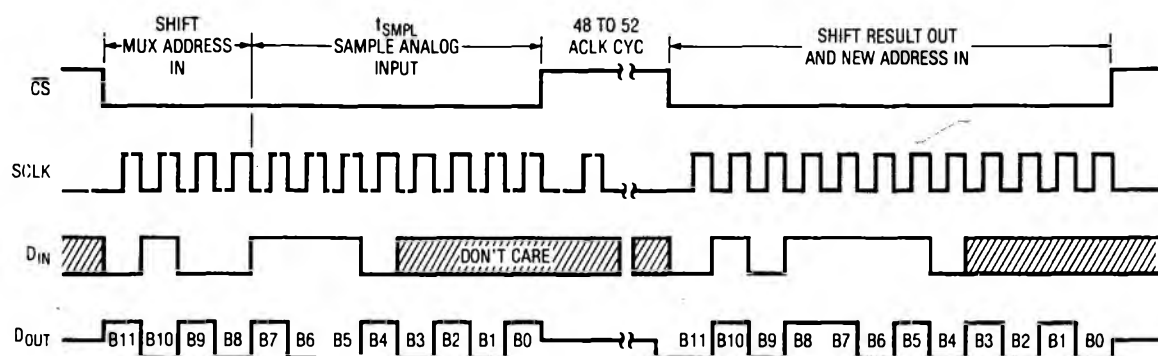 SHIFT
MUX ADDRESS
IN
tSMPL
SAMPLE ANALOG
INPUT
48 TO 52
ACLK CYC
SHIFT RESULT OUT
AND NEW ADDRESS IN
CS
SCLK
DIN
DON'T CARE
DOUT
B11 B10 B9 B8 B7 B6 B5 B4 B3 B2 B1 B0
B11 B10 B9 B8 B7 B6 B5 B4 B3 B2 B1 B0